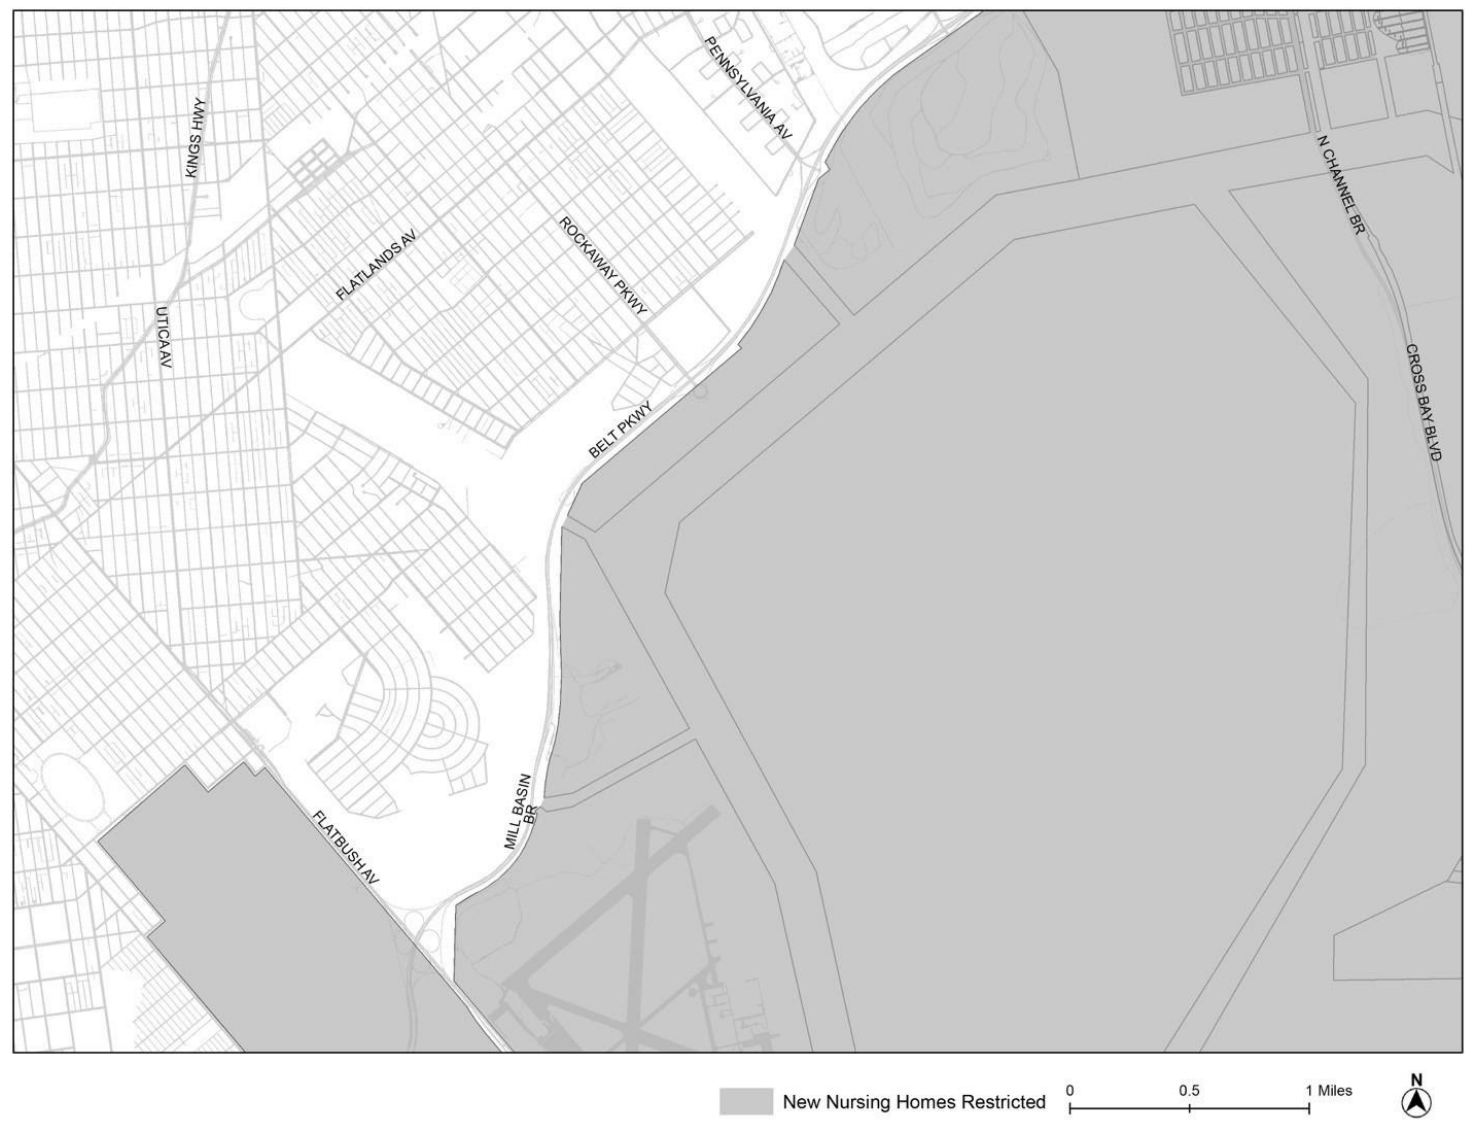 PENNSYLVANIA AV
KINGS HWY
N CHANNEL BR
ROCKAWAY PKWY
FLATLANDS AV
UTICA AV
CROSS BAY BLVD
BELT PKWY
MILL BASIN
BR
FLATBUSH AV
New Nursing Homes Restricted
0 0.5 1 Miles
N